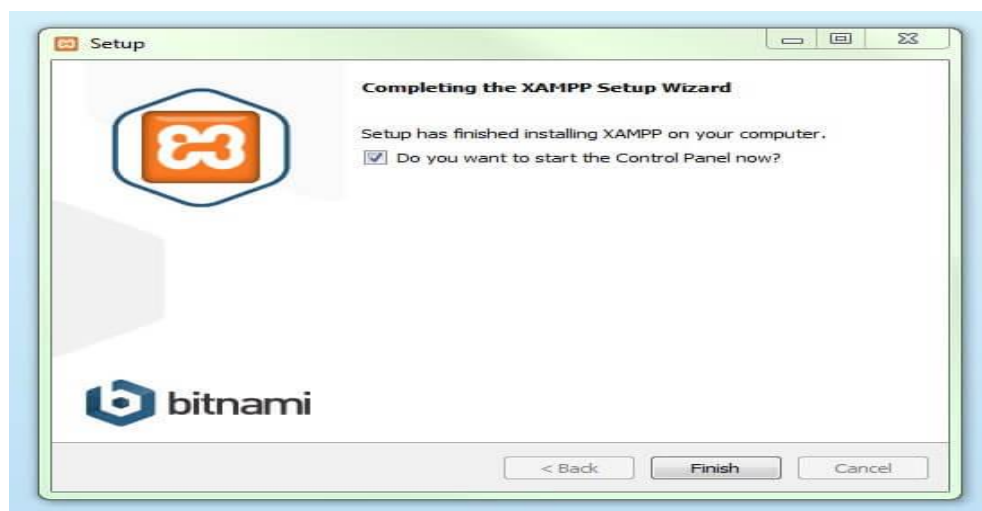 Setup
Completing the XAMPP Setup Wizard
Setup has finished installing XAMPP on your computer.
Do you want to start the Control Panel now?
bitnami
< Back Finish Cancel